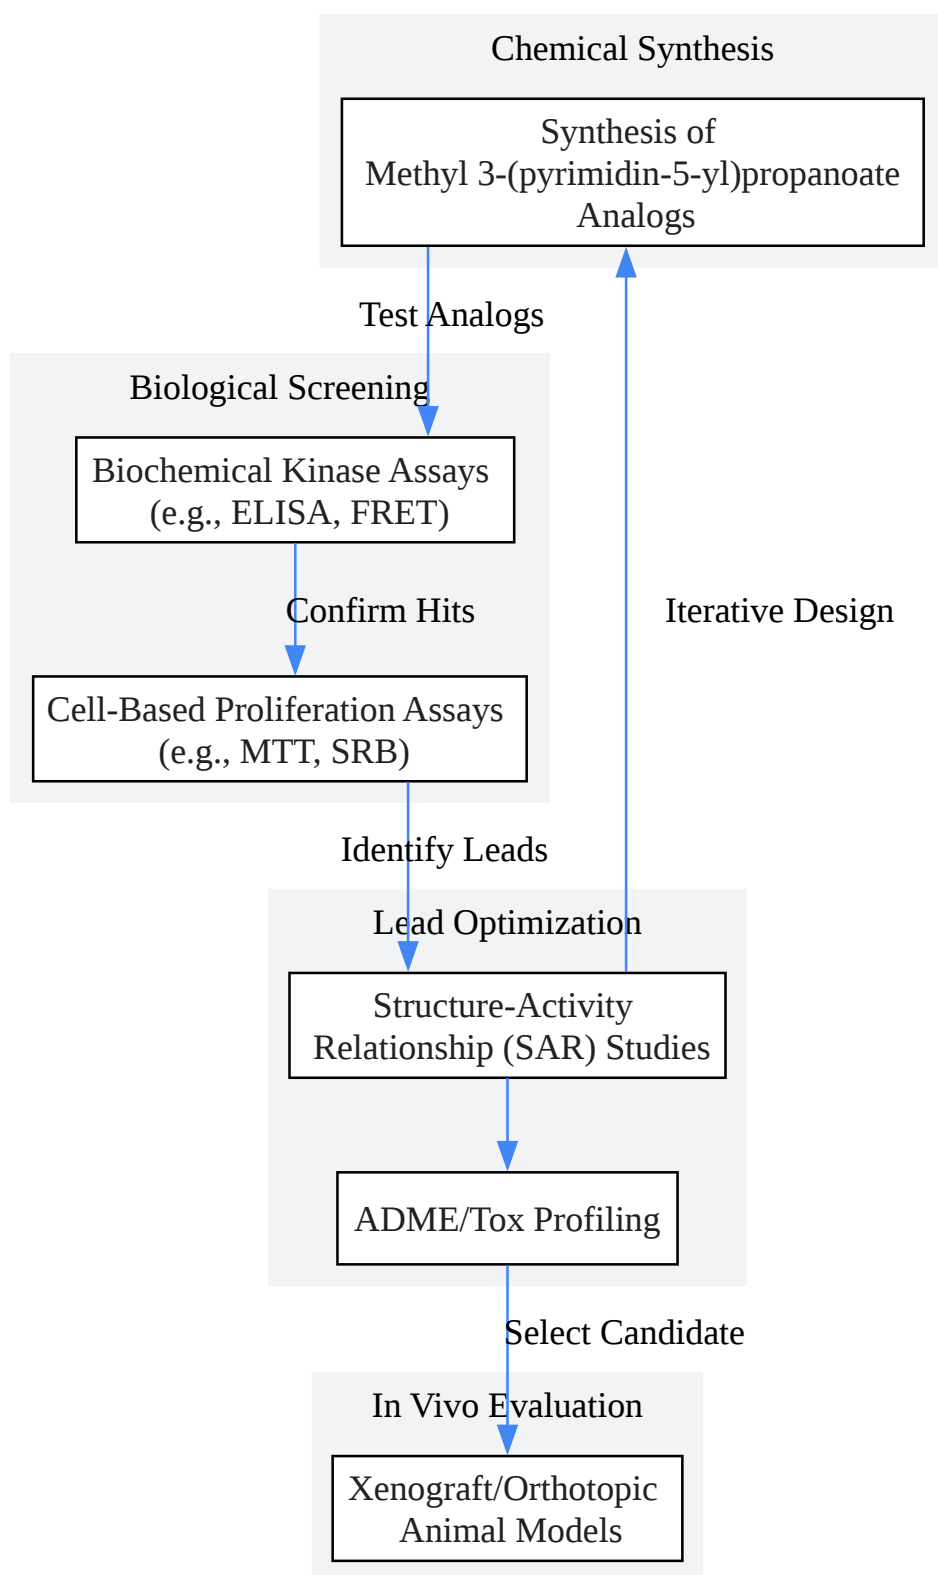 Chemical Synthesis
Synthesis of
Methyl 3-(pyrimidin-5-yl)propanoate
Analogs
Test Analogs
Biological Screening
Biochemical Kinase Assays
(e.g., ELISA, FRET)
Confirm Hits
Iterative Design
Cell-Based Proliferation Assays
(e.g., MTT, SRB)
Identify Leads
Lead Optimization
Structure-Activity
Relationship (SAR) Studies
ADME/Tox Profiling
Select Candidate
In Vivo Evaluation
Xenograft/Orthotopic
Animal Models